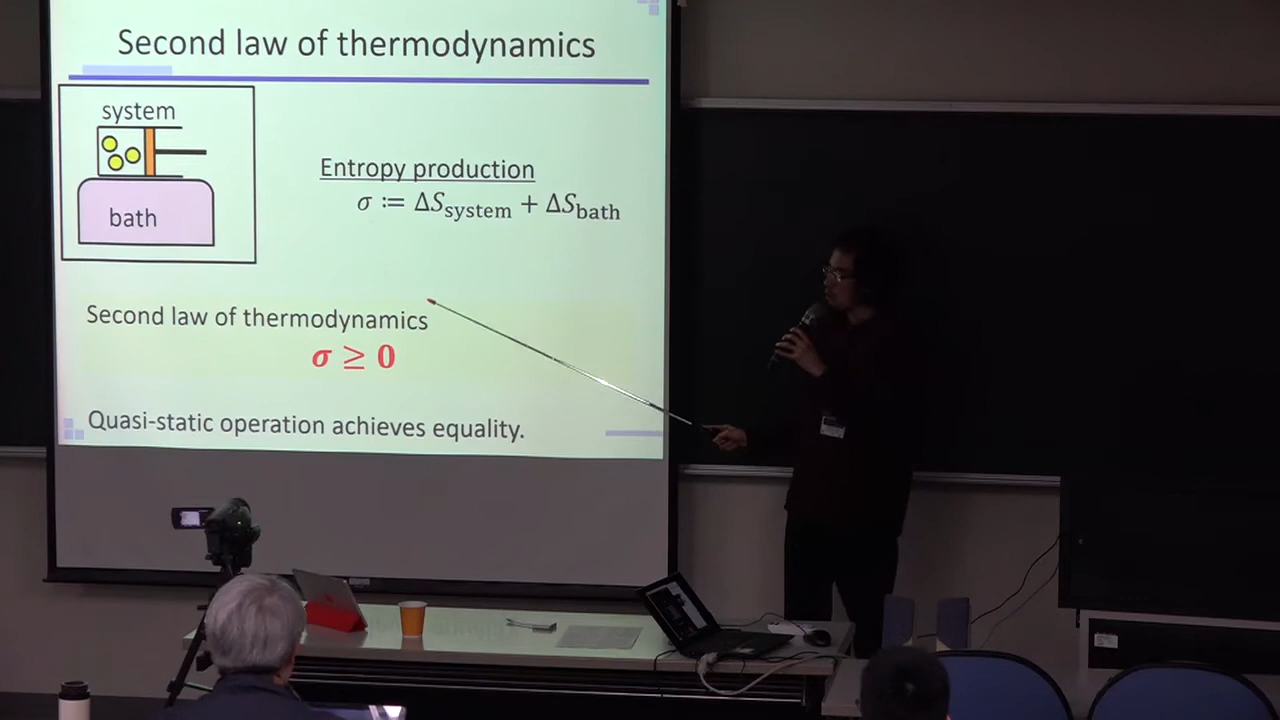 Second law of thermodynamics
system
bath
Entropy production
σ := ΔS_system + ΔS_bath
Second law of thermodynamics
σ ≥ 0
Quasi-static operation achieves equality.